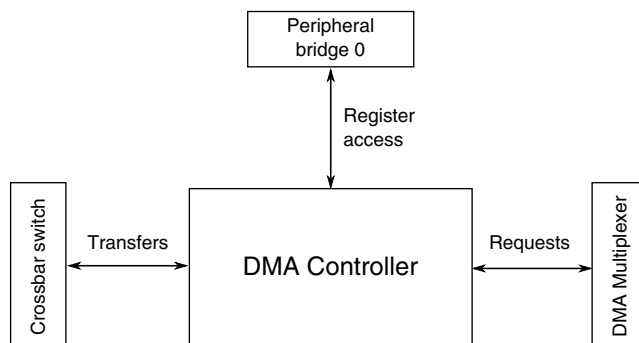 Peripheral
bridge 0
Register
access
Crossbar switch
Transfers
DMA Controller
Requests
DMA Multiplexer